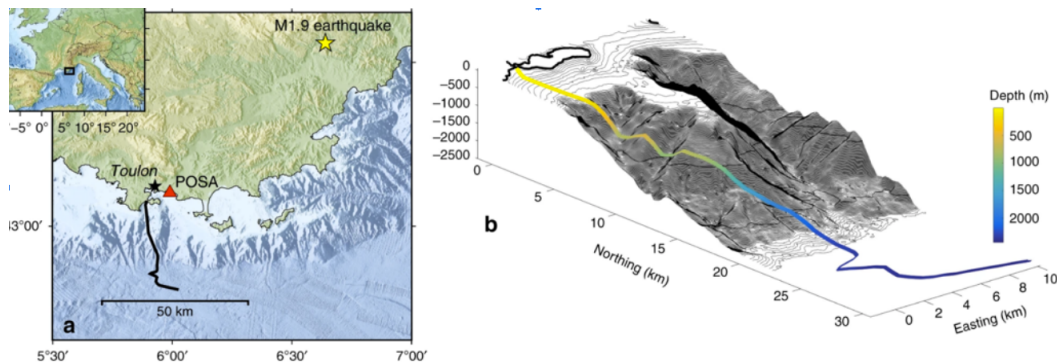 M1.9 earthquake
−5° 0° 5° 10° 15° 20°
Toulon
POSA
3°00′
50 km
a
5°30′ 6°00′ 6°30′ 7°00′
0
−500
−1000
−1500
−2000
−2500
0
5
10
15
20
25
30
Northing (km)
b
0 2 4 6 8 10
Easting (km)
Depth (m)
500
1000
1500
2000